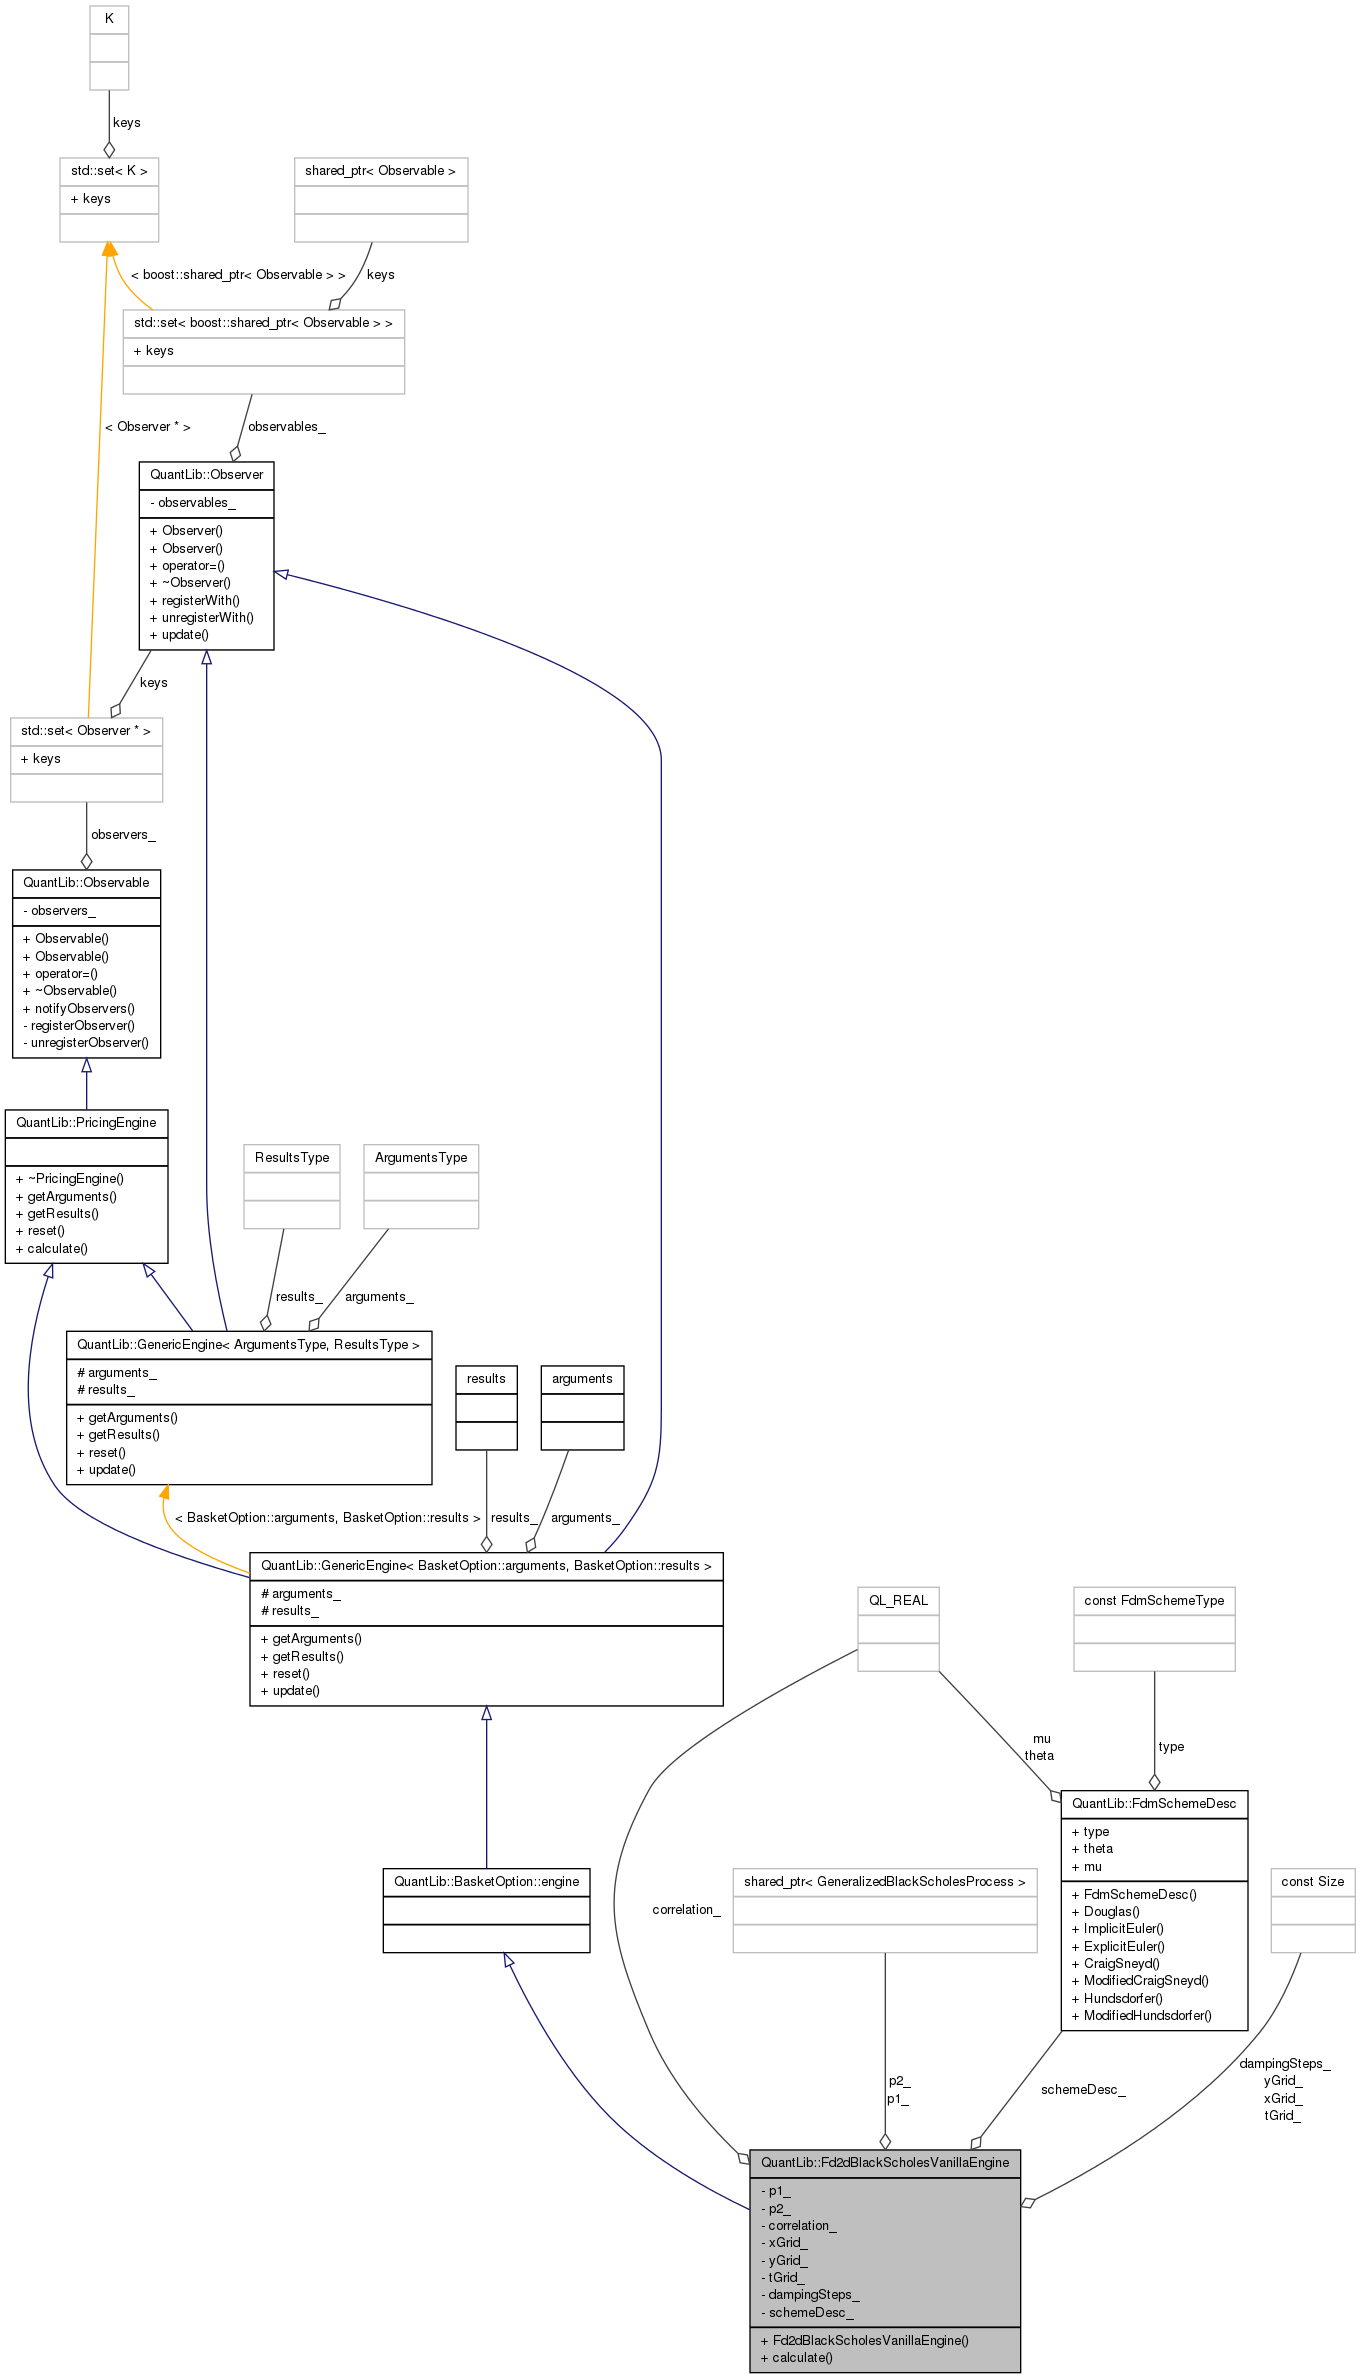 K
keys
std::set< K >
+ keys
shared_ptr< Observable >
< boost::shared_ptr< Observable > >
keys
std::set< boost::shared_ptr< Observable > >
+ keys
< Observer * >
observables_
QuantLib::Observer
- observables_
+ Observer()
+ Observer()
+ operator=()
+ ~Observer()
+ registerWith()
+ unregisterWith()
+ update()
keys
std::set< Observer * >
+ keys
observers_
QuantLib::Observable
- observers_
+ Observable()
+ Observable()
+ operator=()
+ ~Observable()
+ notifyObservers()
- registerObserver()
- unregisterObserver()
QuantLib::PricingEngine
+ ~PricingEngine()
+ getArguments()
+ getResults()
+ reset()
+ calculate()
ResultsType
ArgumentsType
results_
arguments_
QuantLib::GenericEngine< ArgumentsType, ResultsType >
# arguments_
# results_
+ getArguments()
+ getResults()
+ reset()
+ update()
results
arguments
< BasketOption::arguments, BasketOption::results >
results_
arguments_
QuantLib::GenericEngine< BasketOption::arguments, BasketOption::results >
# arguments_
# results_
+ getArguments()
+ getResults()
+ reset()
+ update()
QL_REAL
const FdmSchemeType
mu
theta
type
QuantLib::FdmSchemeDesc
+ type
+ theta
+ mu
+ FdmSchemeDesc()
+ Douglas()
+ ImplicitEuler()
+ ExplicitEuler()
+ CraigSneyd()
+ ModifiedCraigSneyd()
+ Hundsdorfer()
+ ModifiedHundsdorfer()
QuantLib::BasketOption::engine
correlation_
shared_ptr< GeneralizedBlackScholesProcess >
const Size
p2_
p1_
schemeDesc_
dampingSteps_
yGrid_
xGrid_
tGrid_
QuantLib::Fd2dBlackScholesVanillaEngine
- p1_
- p2_
- correlation_
- xGrid_
- yGrid_
- tGrid_
- dampingSteps_
- schemeDesc_
+ Fd2dBlackScholesVanillaEngine()
+ calculate()